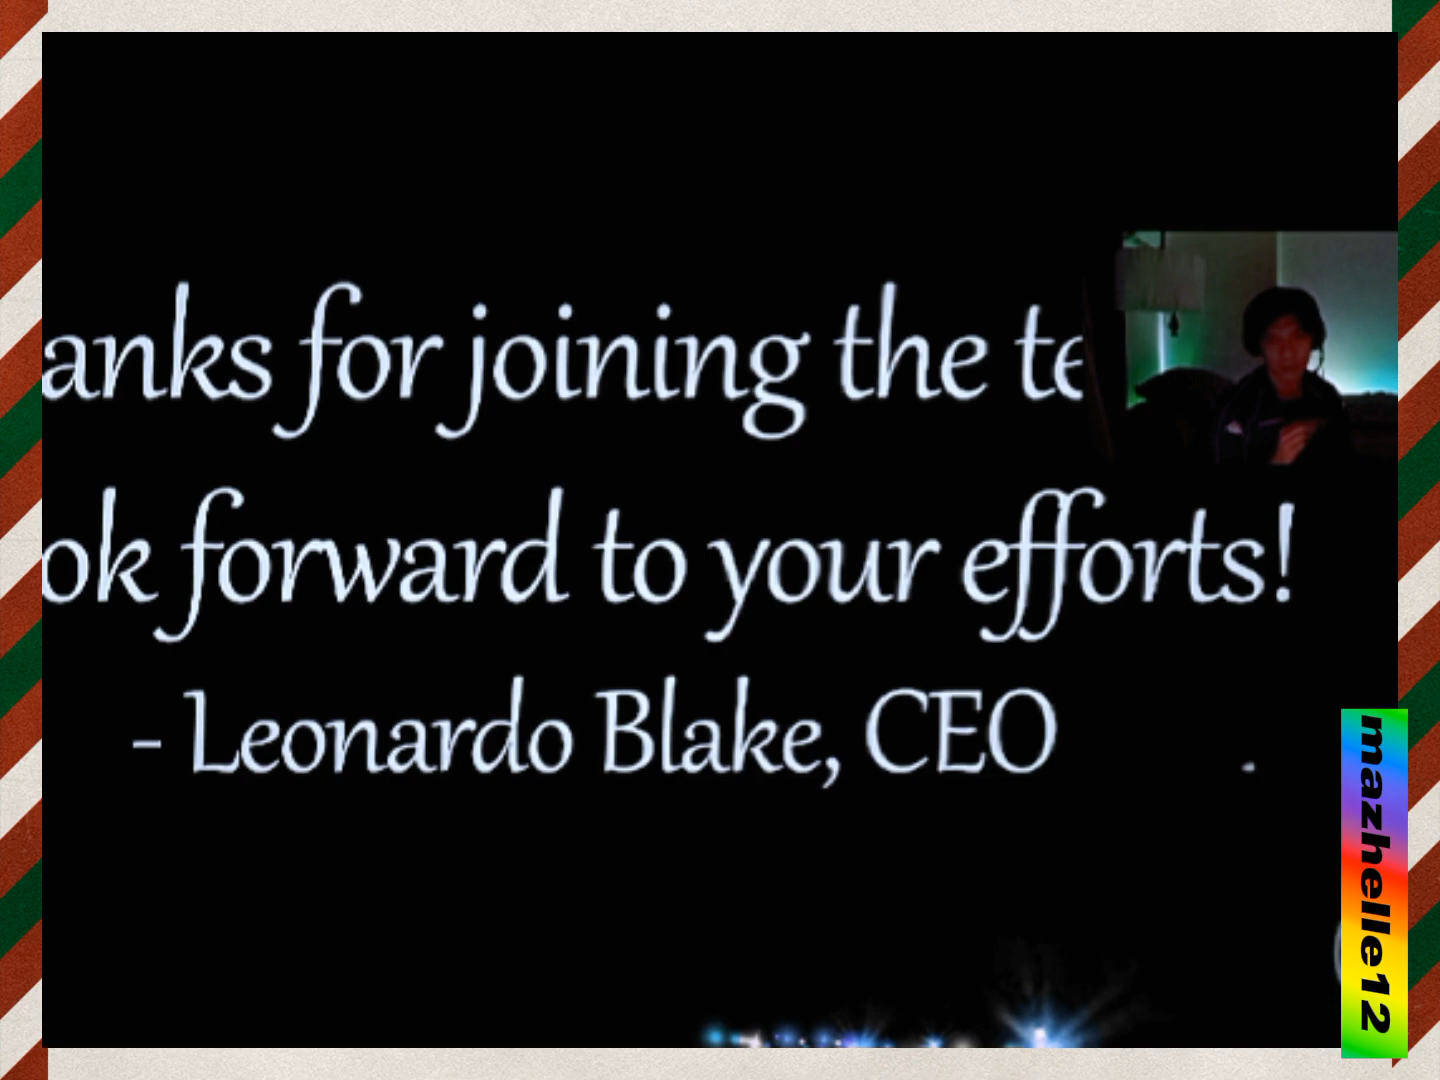 anks for joining the te
ok forward to your efforts!
- Leonardo Blake, CEO
mazhelle12